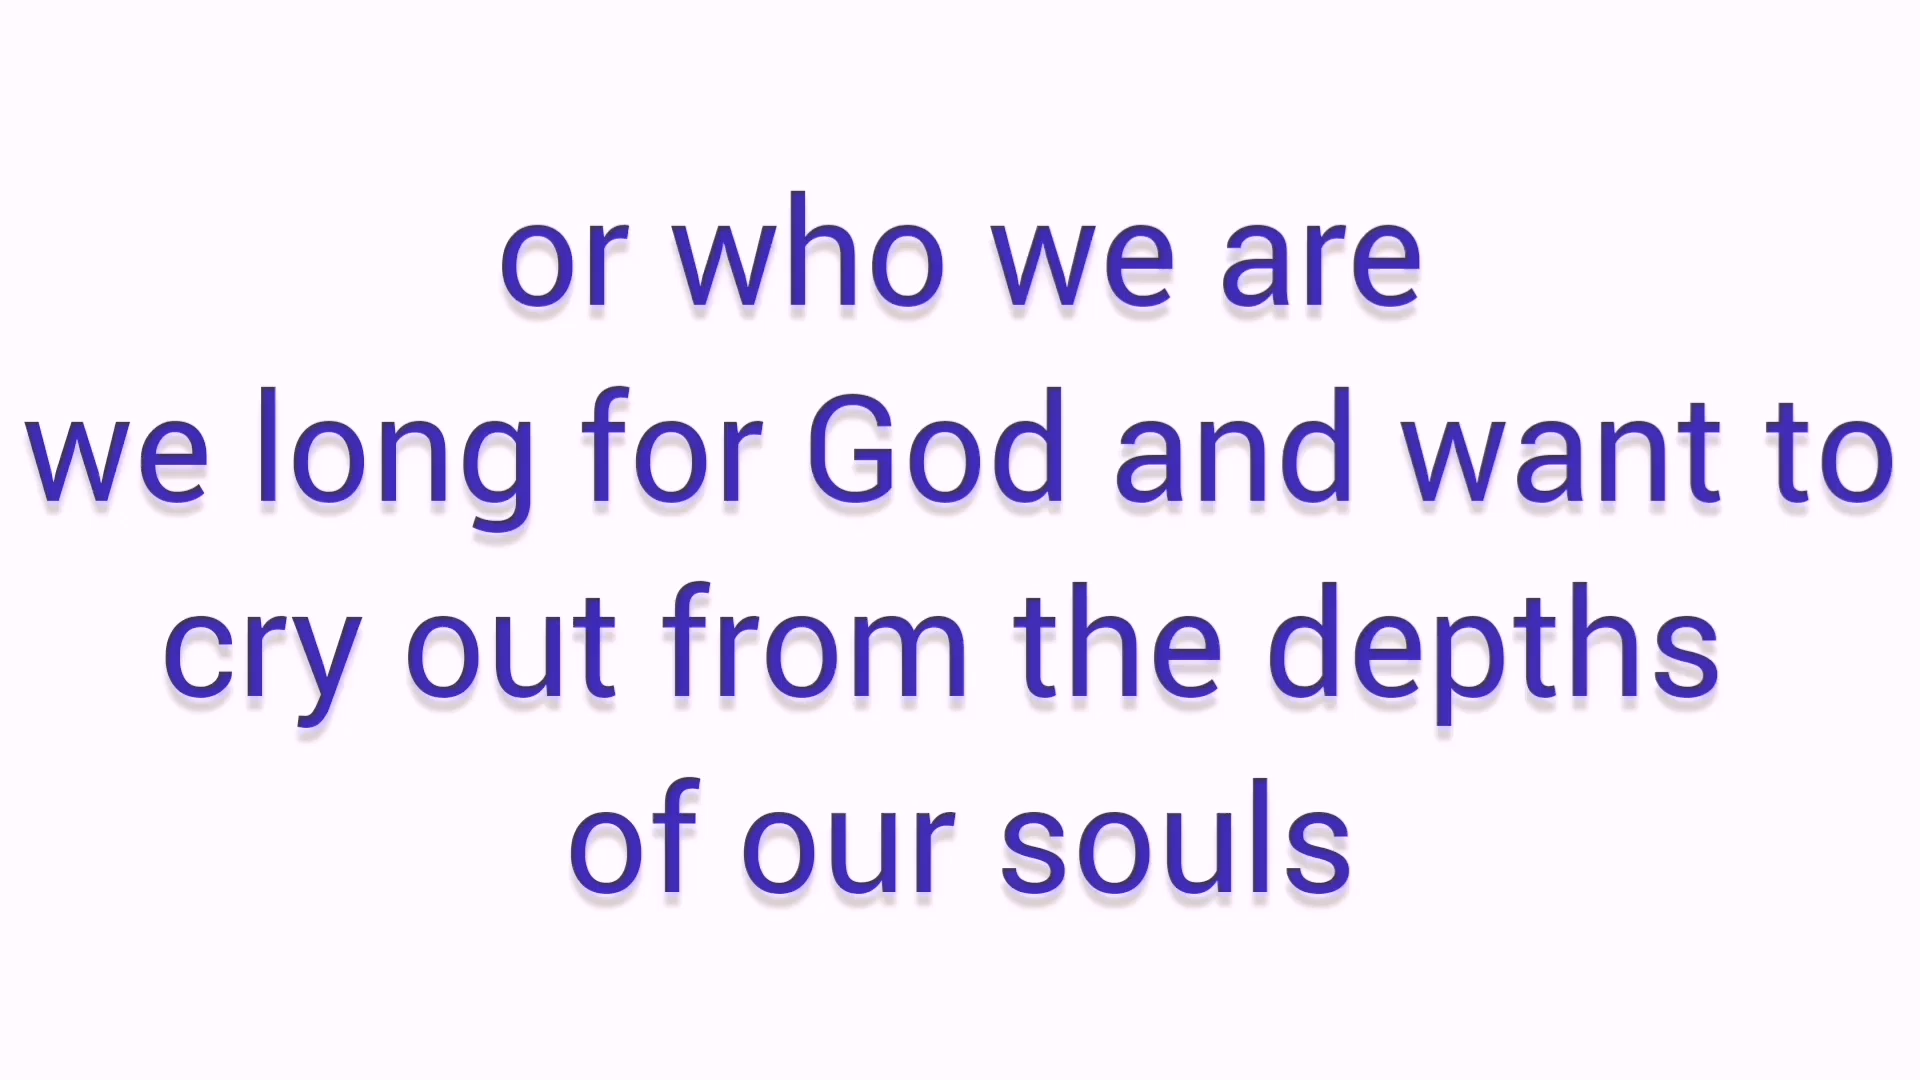 or who we are
we long for God and want to
cry out from the depths
of our souls